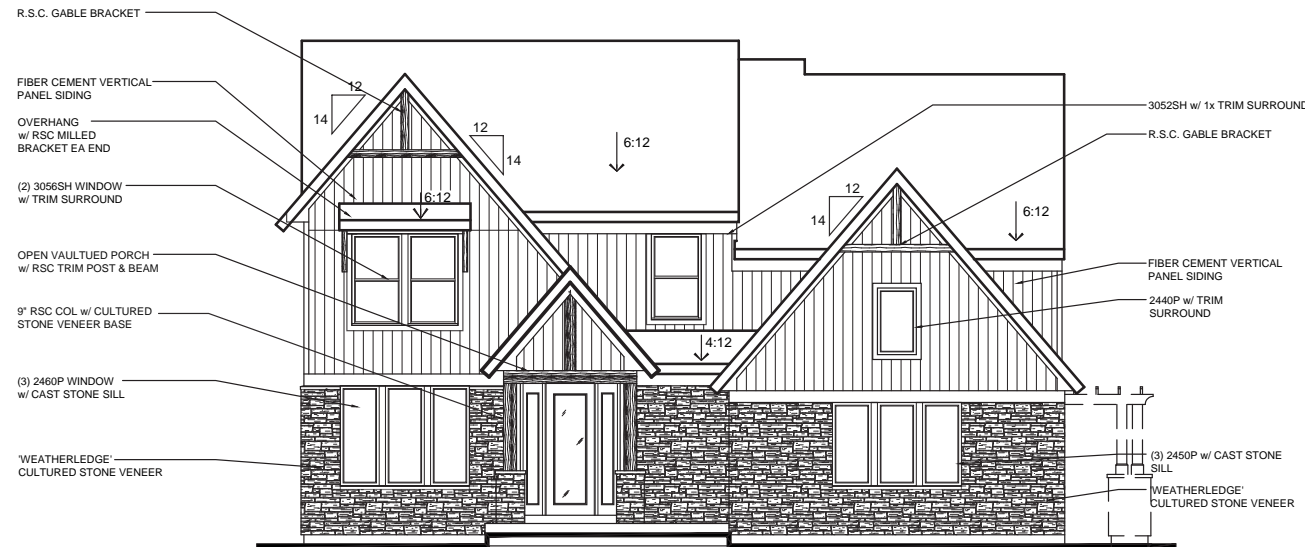 R.S.C. GABLE BRACKET
FIBER CEMENT VERTICAL
PANEL SIDING
OVERHANG
w/ RSC MILLED
BRACKET EA END
(2) 3056SH WINDOW
w/ TRIM SURROUND
OPEN VAULTUED PORCH
w/ RSC TRIM POST & BEAM
9" RSC COL w/ CULTURED
STONE VENEER BASE
(3) 2460P WINDOW
w/ CAST STONE SILL
'WEATHERLEDGE'
CULTURED STONE VENEER
12
14
12
14
6:12
6:12
12
14
6:12
4:12
3052SH w/ 1x TRIM SURROUND
R.S.C. GABLE BRACKET
FIBER CEMENT VERTICAL
PANEL SIDING
2440P w/ TRIM
SURROUND
(3) 2450P w/ CAST STONE
SILL
'WEATHERLEDGE'
CULTURED STONE VENEER